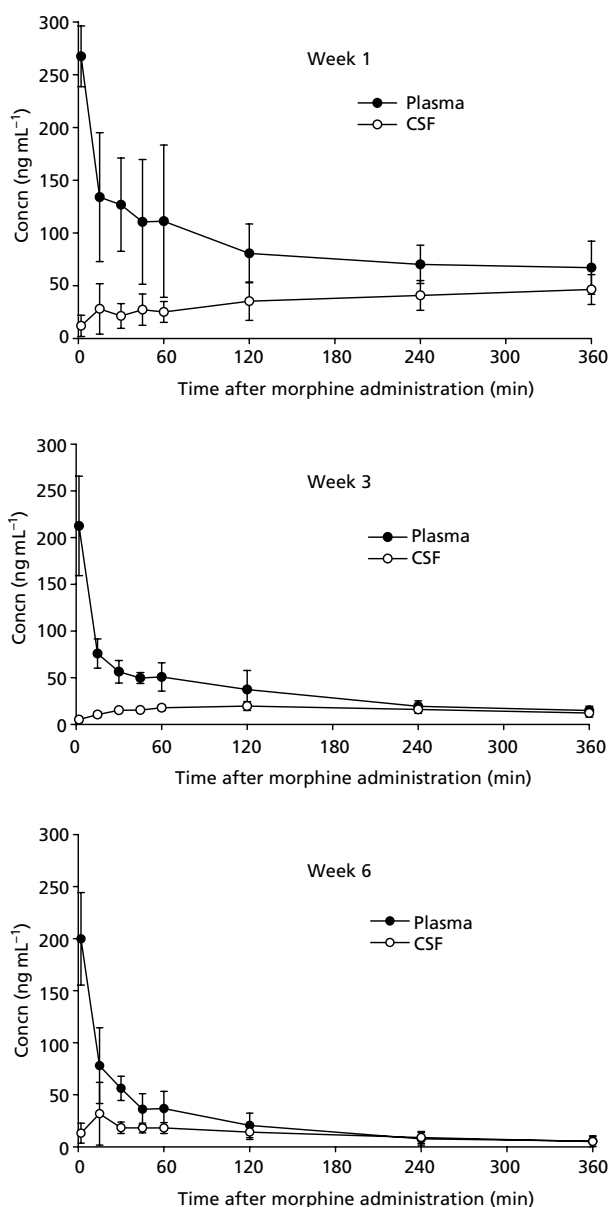 Week 1
Plasma
CSF
Concn (ng mL⁻¹)
300
250
200
150
100
50
0
0 60 120 180 240 300 360
Time after morphine administration (min)
Week 3
Plasma
CSF
Concn (ng mL⁻¹)
300
250
200
150
100
50
0
0 60 120 180 240 300 360
Time after morphine administration (min)
Week 6
Plasma
CSF
Concn (ng mL⁻¹)
300
250
200
150
100
50
0
0 60 120 180 240 300 360
Time after morphine administration (min)